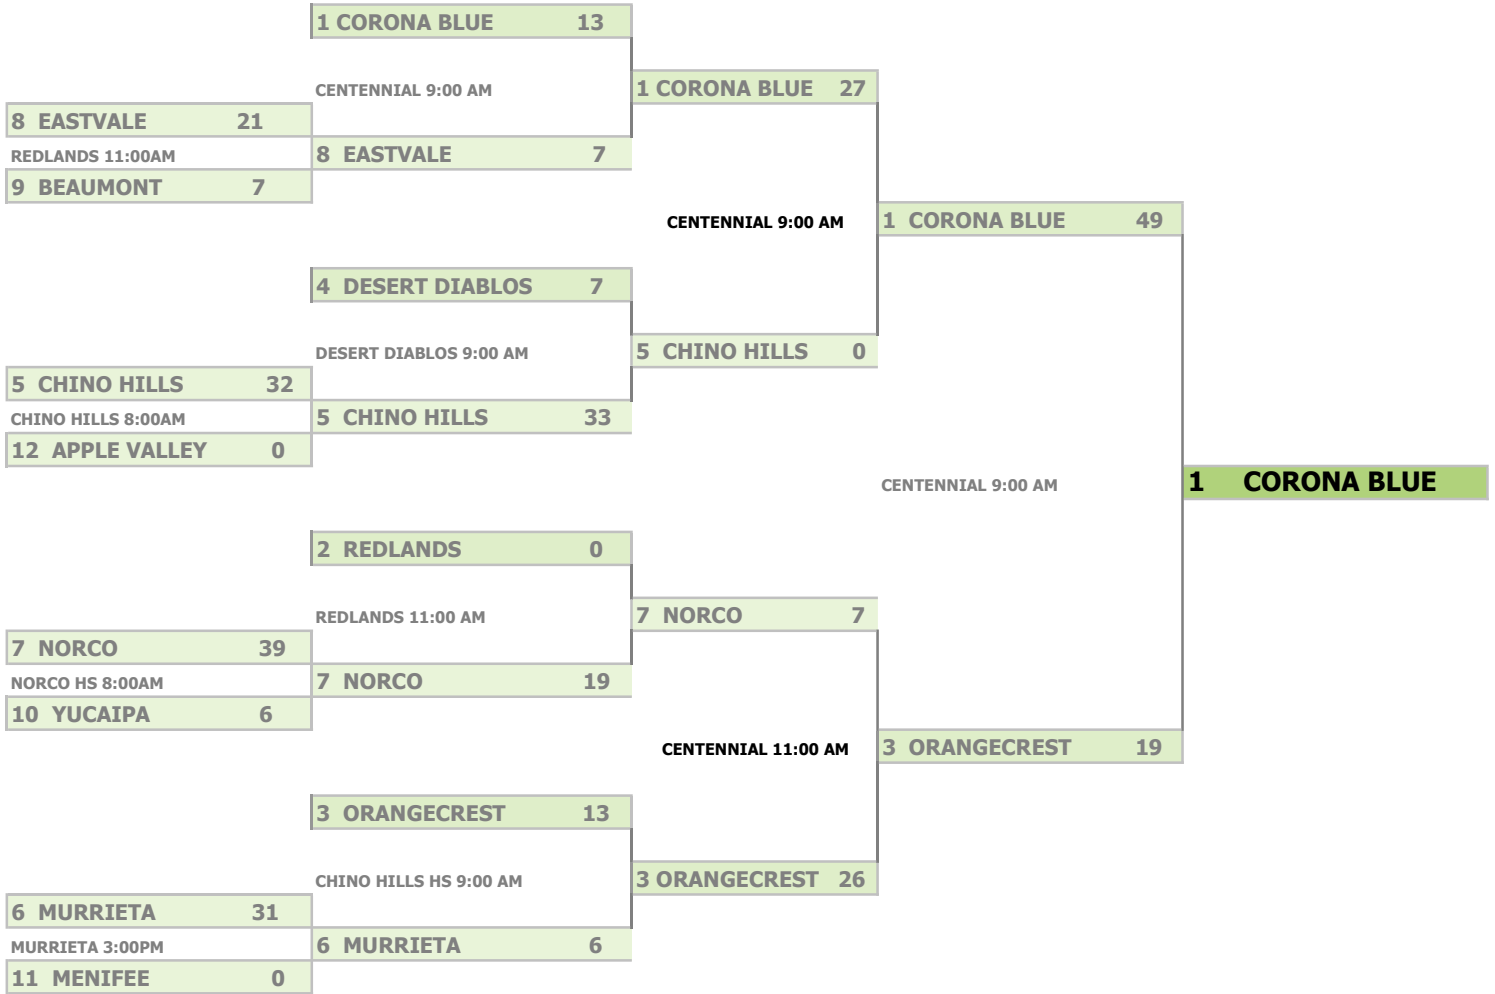 1 CORONA BLUE 13
CENTENNIAL 9:00 AM
1 CORONA BLUE 27
8 EASTVALE 21
REDLANDS 11:00AM
8 EASTVALE 7
9 BEAUMONT 7
CENTENNIAL 9:00 AM
1 CORONA BLUE 49
4 DESERT DIABLOS 7
DESERT DIABLOS 9:00 AM
5 CHINO HILLS 0
5 CHINO HILLS 32
CHINO HILLS 8:00AM
5 CHINO HILLS 33
12 APPLE VALLEY 0
CENTENNIAL 9:00 AM
1 CORONA BLUE
2 REDLANDS 0
REDLANDS 11:00 AM
7 NORCO 7
7 NORCO 39
NORCO HS 8:00AM
7 NORCO 19
10 YUCAIPA 6
CENTENNIAL 11:00 AM
3 ORANGECREST 19
3 ORANGECREST 13
CHINO HILLS HS 9:00 AM
3 ORANGECREST 26
6 MURRIETA 31
MURRIETA 3:00PM
6 MURRIETA 6
11 MENIFEE 0